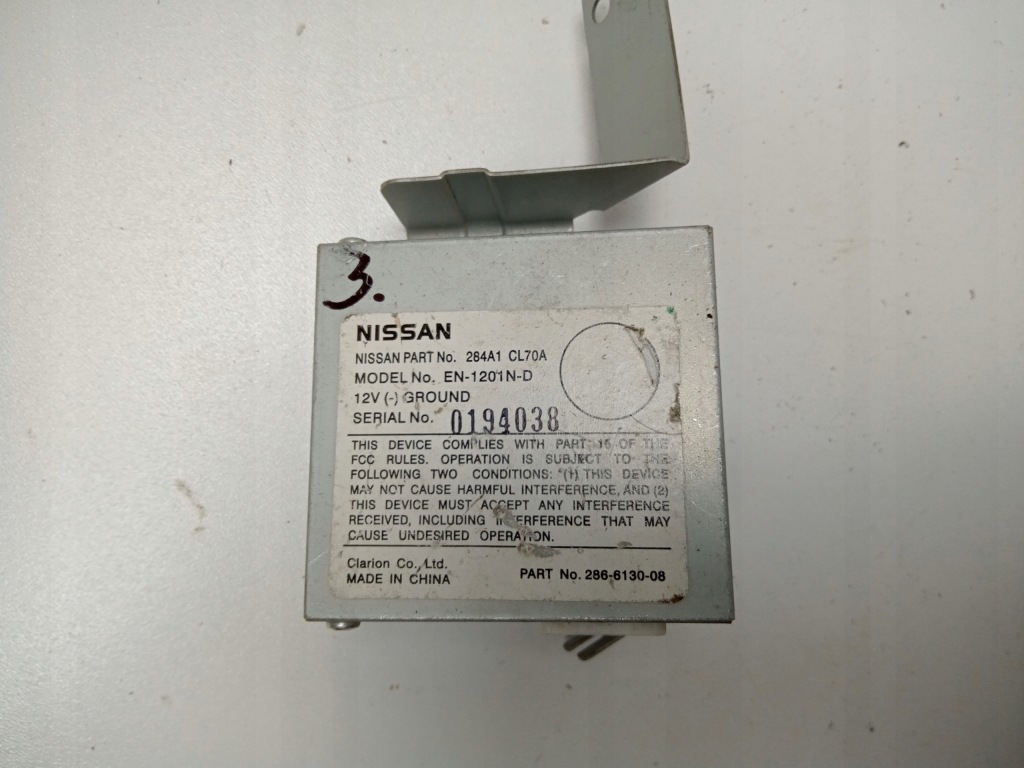 3.
NISSAN
NISSAN PART No. 284A1 CL70A
MODEL No. EN-1201N-D
12V (-) GROUND
SERIAL No. 0194038
THIS DEVICE COMPLIES WITH PART 15 OF THE
FCC RULES. OPERATION IS SUBJECT TO THE
FOLLOWING TWO CONDITIONS: (1) THIS DEVICE
MAY NOT CAUSE HARMFUL INTERFERENCE, AND (2)
THIS DEVICE MUST ACCEPT ANY INTERFERENCE
RECEIVED, INCLUDING INTERFERENCE THAT MAY
CAUSE UNDESIRED OPERATION.
Clarion Co., Ltd.
MADE IN CHINA PART No. 286-6130-08